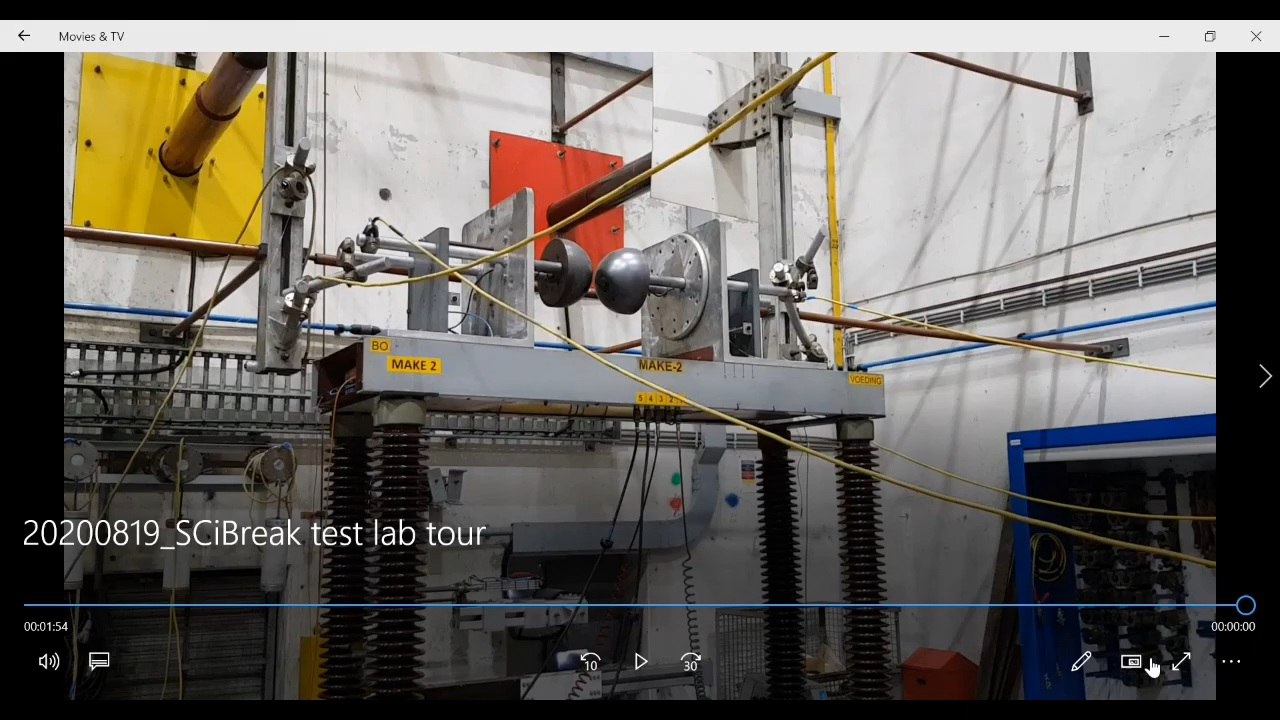 Movies & TV
BO
MAKE 2
MAKE-2
5 4 3 2
VOEDING
20200819_SCiBreak test lab tour
00:01:54
00:00:00
10
30